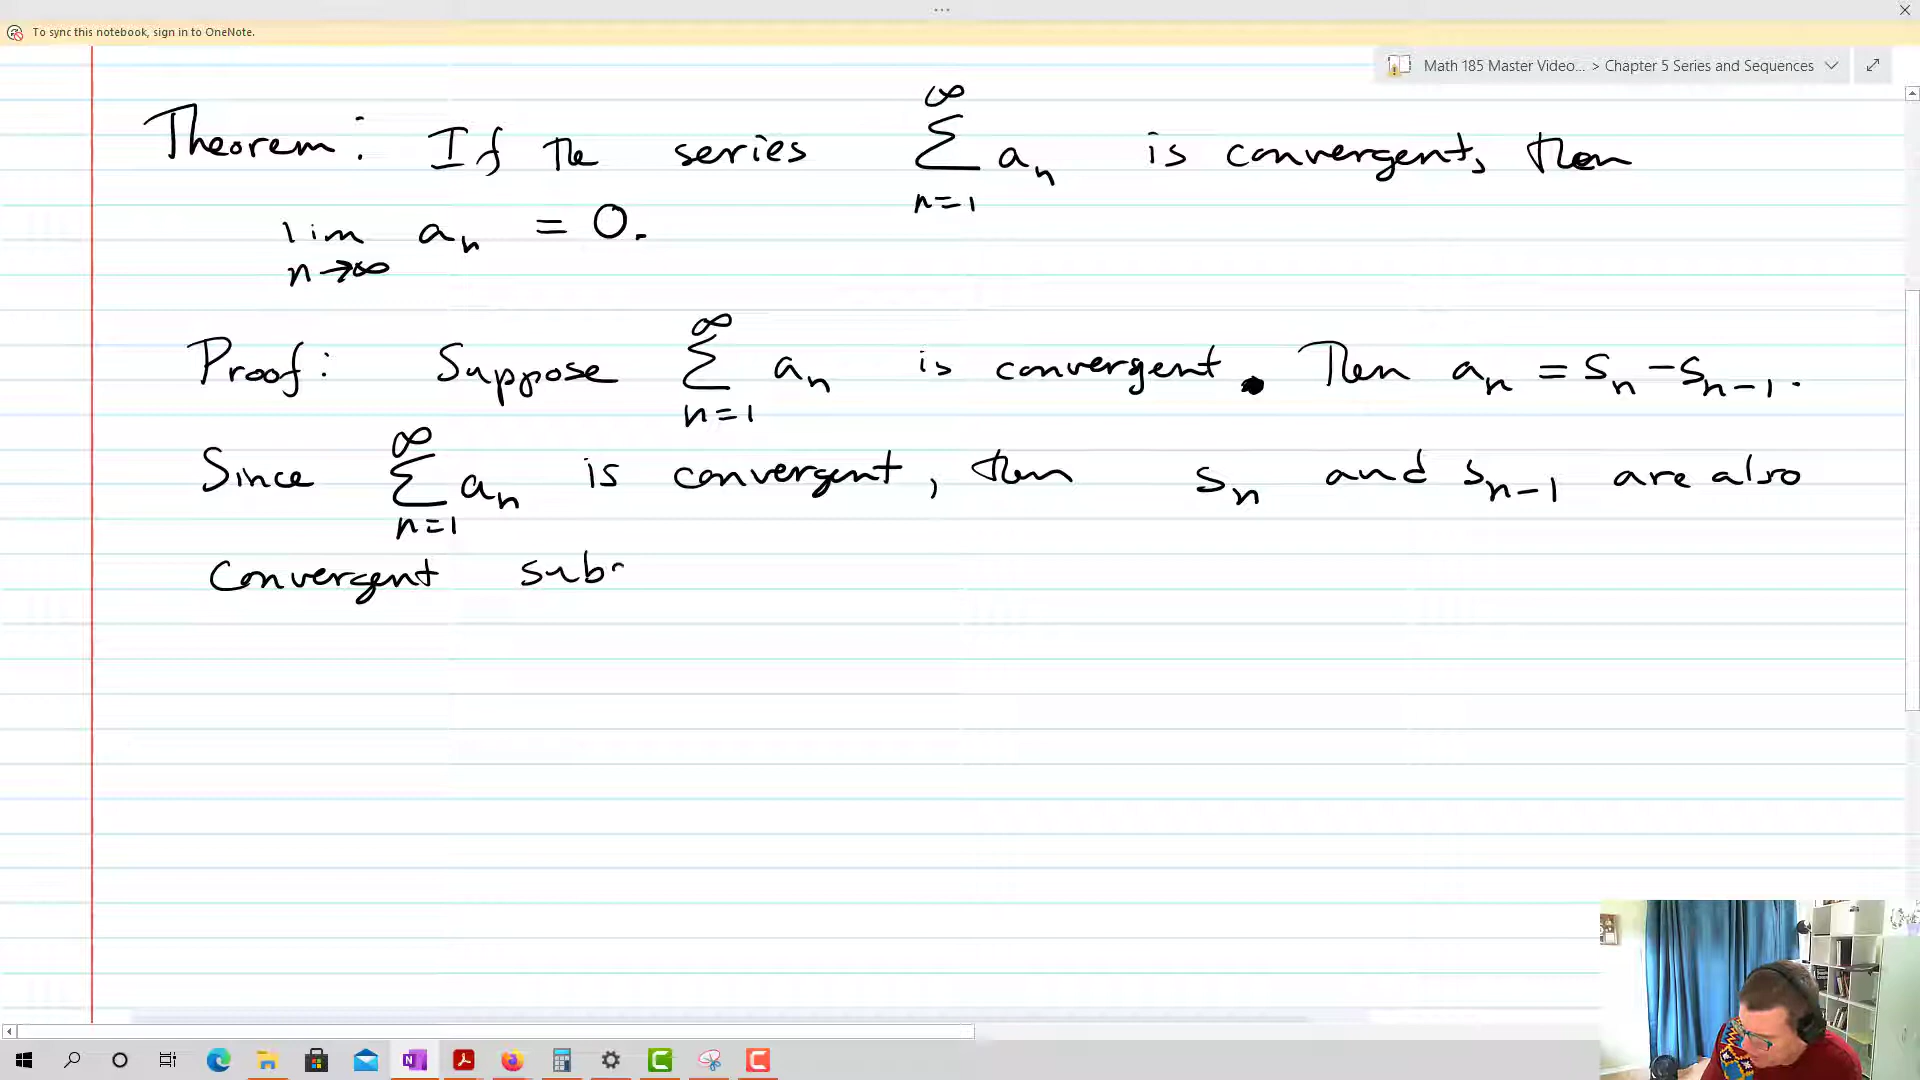 To sync this notebook, sign in to OneNote.
Math 185 Master Video... > Chapter 5 Series and Sequences
Theorem: If the series ∑_{n=1}^{∞} a_n is convergent, then
lim_{n→∞} a_n = 0.
Proof: Suppose ∑_{n=1}^{∞} a_n is convergent. Then a_n = s_n - s_{n-1}.
Since ∑_{n=1}^{∞} a_n is convergent, then s_n and s_{n-1} are also
convergent sub